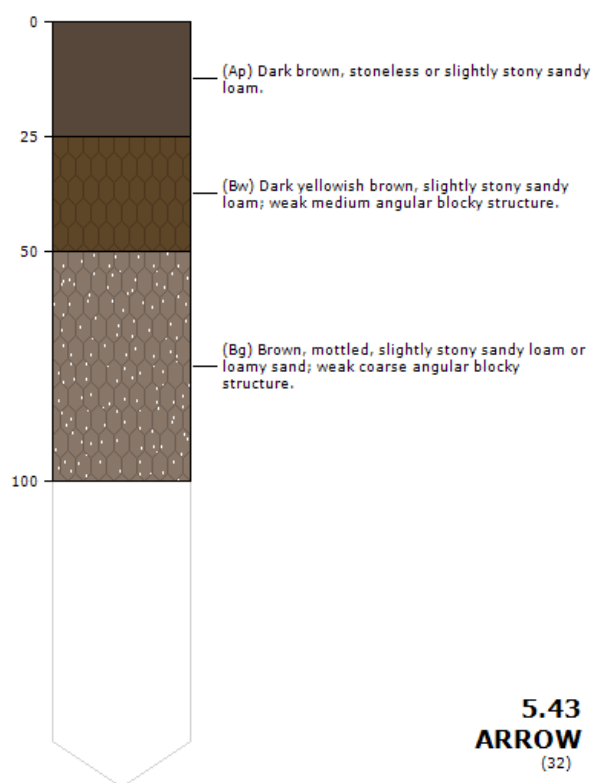 0
(Ap) Dark brown, stoneless or slightly stony sandy
loam.
25
(Bw) Dark yellowish brown, slightly stony sandy
loam; weak medium angular blocky structure.
50
(Bg) Brown, mottled, slightly stony sandy loam or
loamy sand; weak coarse angular blocky
structure.
100
5.43
ARROW
(32)